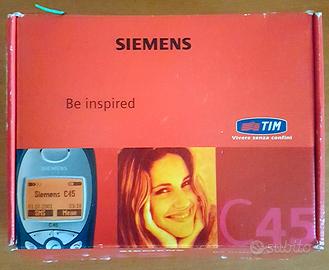 SIEMENS
Be inspired
TIM
Vivere senza confini
Siemens C45
SMS Menu
C45
C45
subito